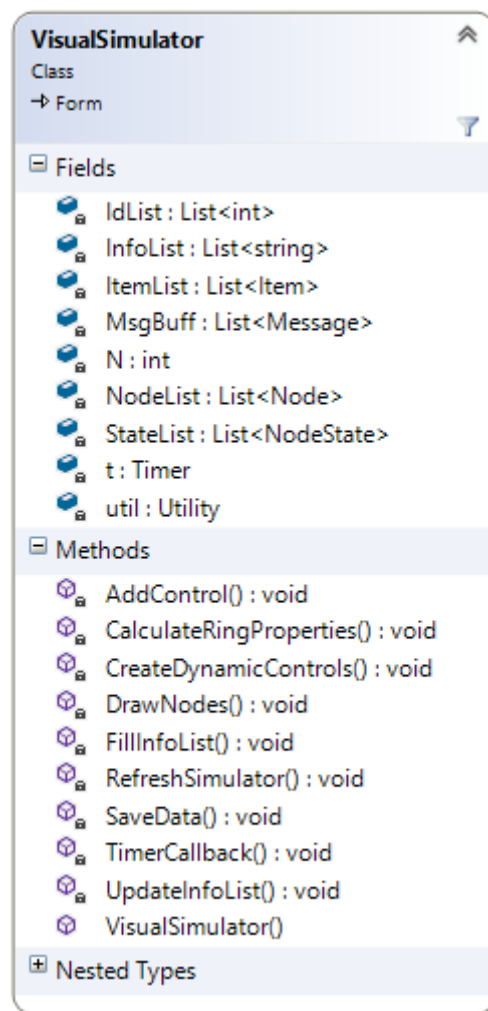 VisualSimulator
Class
Form
Fields
IdList : List<int>
InfoList : List<string>
ItemList : List<Item>
MsgBuff : List<Message>
N : int
NodeList : List<Node>
StateList : List<NodeState>
t : Timer
util : Utility
Methods
AddControl() : void
CalculateRingProperties() : void
CreateDynamicControls() : void
DrawNodes() : void
FillInfoList() : void
RefreshSimulator() : void
SaveData() : void
TimerCallback() : void
UpdateInfoList() : void
VisualSimulator()
Nested Types